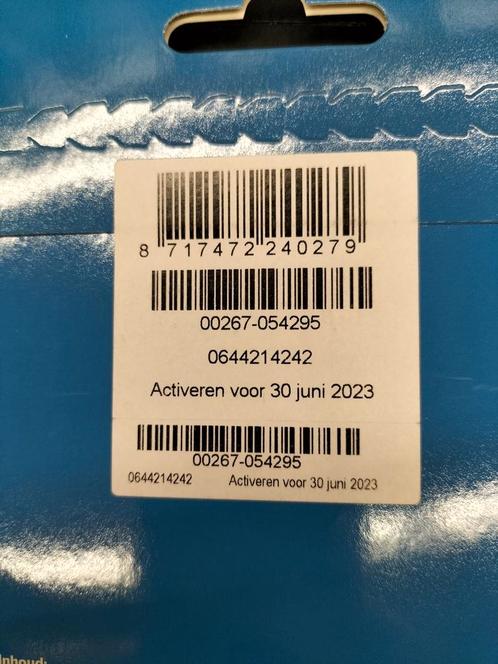 8 717472 240279
00267-054295
0644214242
Activeren voor 30 juni 2023
00267-054295
0644214242 Activeren voor 30 juni 2023
Inhoud: